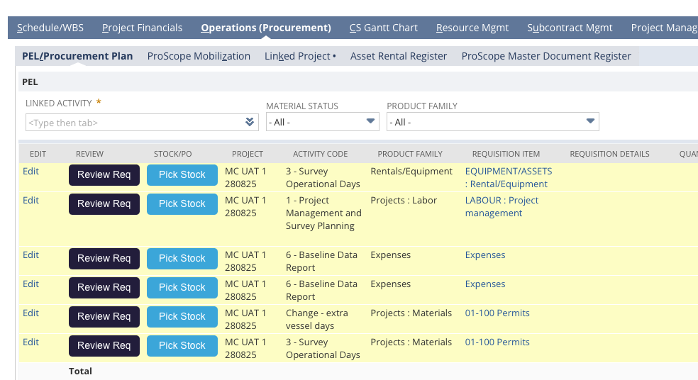 Schedule/WBS Project Financials Operations (Procurement) CS Gantt Chart Resource Mgmt Subcontract Mgmt Project Manag
PEL/Procurement Plan ProScope Mobilization Linked Project • Asset Rental Register ProScope Master Document Register
PEL
LINKED ACTIVITY * MATERIAL STATUS PRODUCT FAMILY
<Type then tab> - All - - All -
EDIT REVIEW STOCK/PO PROJECT ACTIVITY CODE PRODUCT FAMILY REQUISITION ITEM REQUISITION DETAILS QUAN
Edit Review Req Pick Stock MC UAT 1 3 - Survey Rentals/Equipment EQUIPMENT/ASSETS
280825 Operational Days : Rental/Equipment
Edit Review Req Pick Stock MC UAT 1 1 - Project Projects : Labor LABOUR : Project
280825 Management and management
Survey Planning
Edit Review Req Pick Stock MC UAT 1 6 - Baseline Data Expenses Expenses
280825 Report
Edit Review Req Pick Stock MC UAT 1 6 - Baseline Data Expenses Expenses
280825 Report
Edit Review Req Pick Stock MC UAT 1 Change - extra Projects : Materials 01-100 Permits
280825 vessel days
Edit Review Req Pick Stock MC UAT 1 3 - Survey Projects : Materials 01-100 Permits
280825 Operational Days
Total